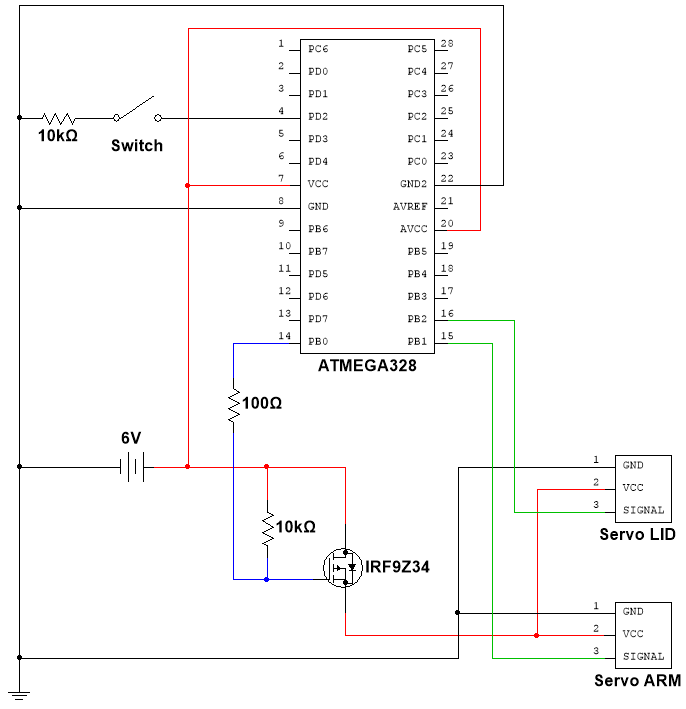 1 PC6 PC5 28
2 PD0 PC4 27
3 PD1 PC3 26
4 PD2 PC2 25
10kΩ
Switch
5 PD3 PC1 24
6 PD4 PC0 23
7 VCC GND2 22
8 GND AVREF 21
9 PB6 AVCC 20
10 PB7 PB5 19
11 PD5 PB4 18
12 PD6 PB3 17
13 PD7 PB2 16
14 PB0 PB1 15
ATMEGA328
100Ω
6V
10kΩ
IRF9Z34
1 GND
2 VCC
3 SIGNAL
Servo LID
1 GND
2 VCC
3 SIGNAL
Servo ARM